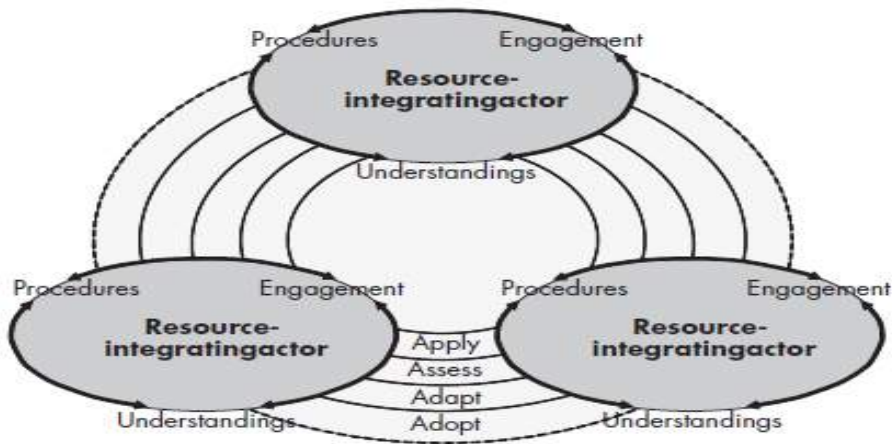 Procedures Engagement
Resource-
integratingactor
Understandings
Procedures Engagement
Resource-
integratingactor
Understandings
Procedures Engagement
Resource-
integratingactor
Understandings
Apply
Assess
Adapt
Adopt